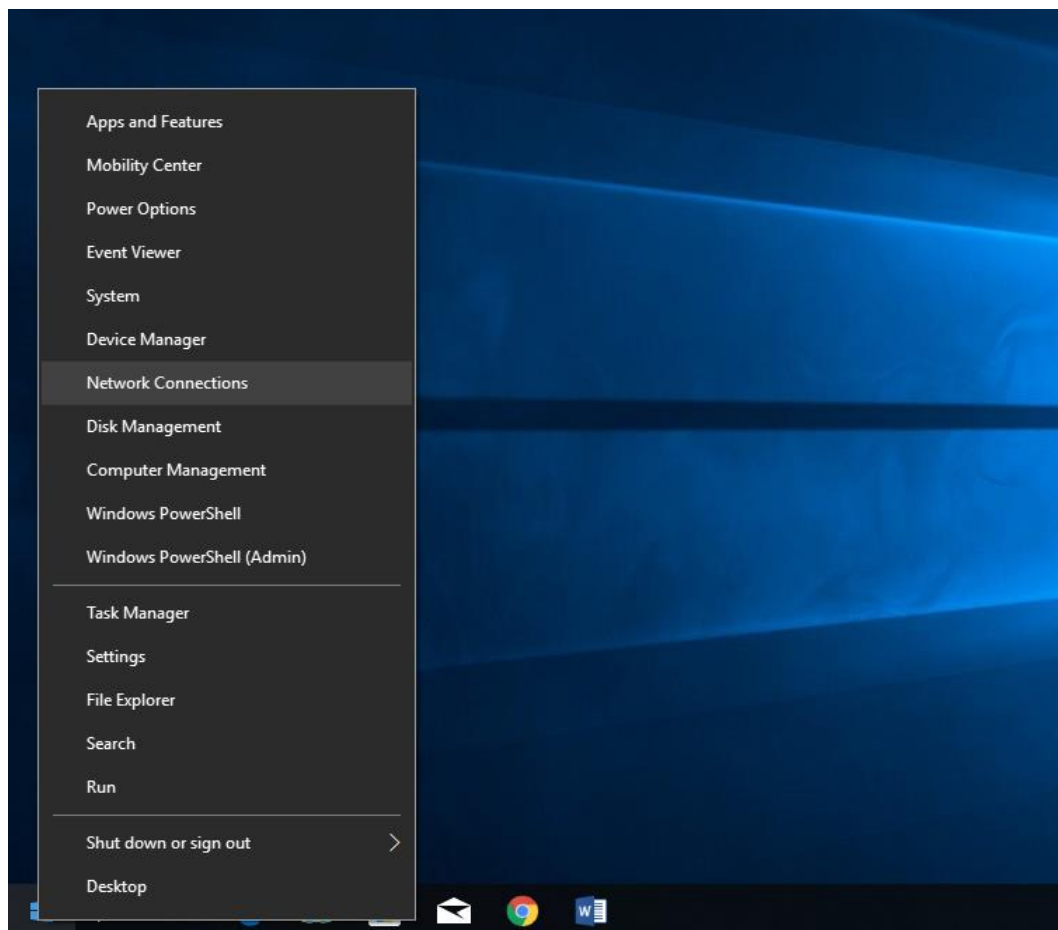 Apps and Features
Mobility Center
Power Options
Event Viewer
System
Device Manager
Network Connections
Disk Management
Computer Management
Windows PowerShell
Windows PowerShell (Admin)
Task Manager
Settings
File Explorer
Search
Run
Shut down or sign out
Desktop
W